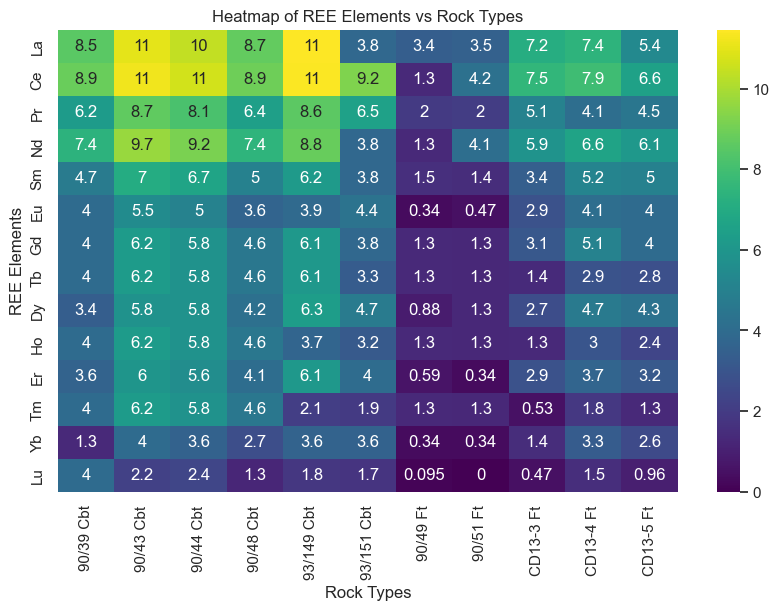 Heatmap of REE Elements vs Rock Types
REE Elements
La 8.5 11 10 8.7 11 3.8 3.4 3.5 7.2 7.4 5.4
Ce 8.9 11 11 8.9 11 9.2 1.3 4.2 7.5 7.9 6.6
Pr 6.2 8.7 8.1 6.4 8.6 6.5 2 2 5.1 4.1 4.5
Nd 7.4 9.7 9.2 7.4 8.8 3.8 1.3 4.1 5.9 6.6 6.1
Sm 4.7 7 6.7 5 6.2 3.8 1.5 1.4 3.4 5.2 5
Eu 4 5.5 5 3.6 3.9 4.4 0.34 0.47 2.9 4.1 4
Gd 4 6.2 5.8 4.6 6.1 3.8 1.3 1.3 3.1 5.1 4
Tb 4 6.2 5.8 4.6 6.1 3.3 1.3 1.3 1.4 2.9 2.8
Dy 3.4 5.8 5.8 4.2 6.3 4.7 0.88 1.3 2.7 4.7 4.3
Ho 4 6.2 5.8 4.6 3.7 3.2 1.3 1.3 1.3 3 2.4
Er 3.6 6 5.6 4.1 6.1 4 0.59 0.34 2.9 3.7 3.2
Tm 4 6.2 5.8 4.6 2.1 1.9 1.3 1.3 0.53 1.8 1.3
Yb 1.3 4 3.6 2.7 3.6 3.6 0.34 0.34 1.4 3.3 2.6
Lu 4 2.2 2.4 1.3 1.8 1.7 0.095 0 0.47 1.5 0.96
90/39 Cbt 90/43 Cbt 90/44 Cbt 90/48 Cbt 93/149 Cbt 93/151 Cbt 90/49 Ft 90/51 Ft CD13-3 Ft CD13-4 Ft CD13-5 Ft
Rock Types
10
8
6
4
2
0